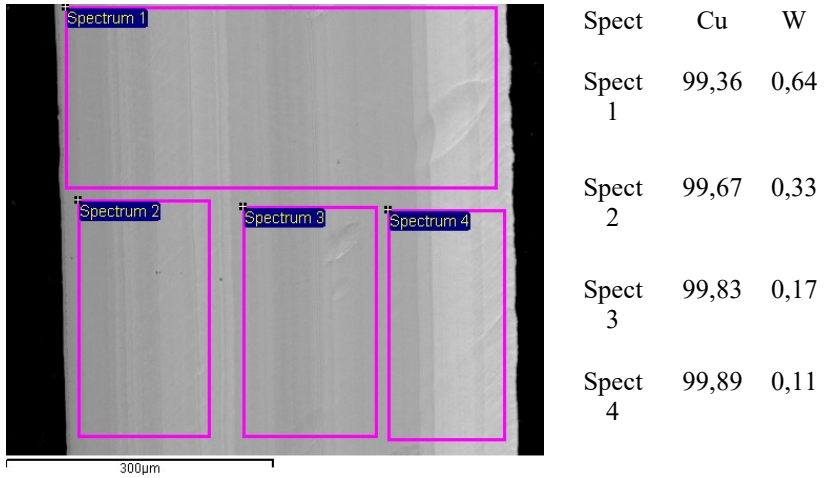 Spectrum 1
Spectrum 2
Spectrum 3
Spectrum 4
300µm
Spect Cu W
Spect 99,36 0,64
1
Spect 99,67 0,33
2
Spect 99,83 0,17
3
Spect 99,89 0,11
4